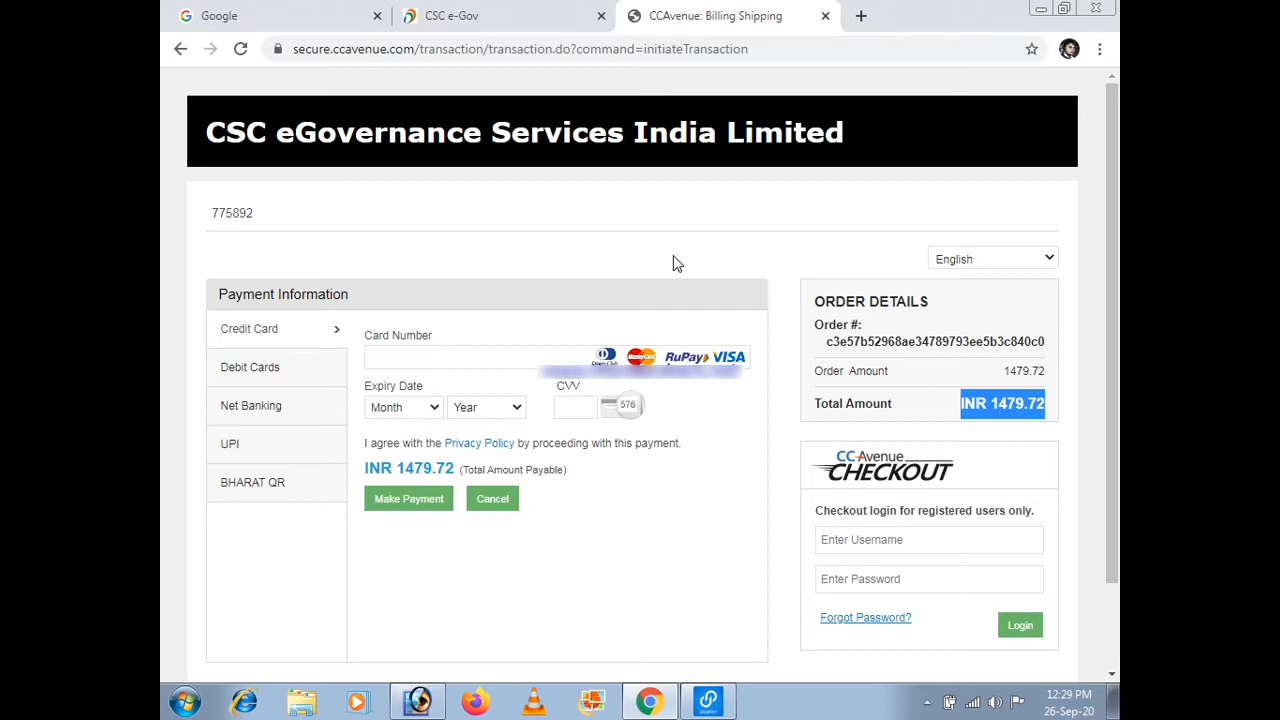 Google
CSC e-Gov
CCAvenue: Billing Shipping
secure.ccavenue.com/transaction/transaction.do?command=initiateTransaction
CSC eGovernance Services India Limited
775892
English
Payment Information
Credit Card
Debit Cards
Net Banking
UPI
BHARAT QR
Card Number
MasterCard
RuPay
VISA
Expiry Date
CVV
Month
Year
576
I agree with the Privacy Policy by proceeding with this payment.
INR 1479.72 (Total Amount Payable)
Make Payment
Cancel
ORDER DETAILS
Order #:
c3e57b52968ae34789793ee5b3c840c0
Order Amount 1479.72
Total Amount INR 1479.72
CC-Avenue
CHECKOUT
Checkout login for registered users only.
Enter Username
Enter Password
Forgot Password?
Login
12:29 PM
26-Sep-20